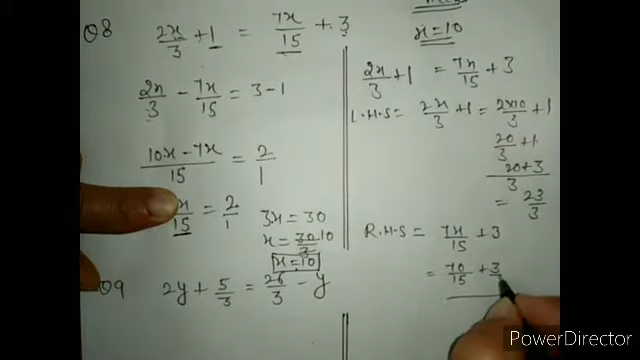 Q8
2x/3 + 1 = 7x/15 + 3
2x/3 - 7x/15 = 3 - 1
10x - 7x/15 = 2/1
x/15 = 2/1
3x = 30
x = 30/3 10
x = 10
Q9 2y + 5/3 = 26/3 - y
x = 10
2x/3 + 1 = 7x/15 + 3
L.H.S = 2x/3 + 1 = 2x10/3 + 1
20/3 + 1
20+3/3
= 23/3
R.H.S = 7x/15 + 3
= 70/15 + 3
PowerDirector